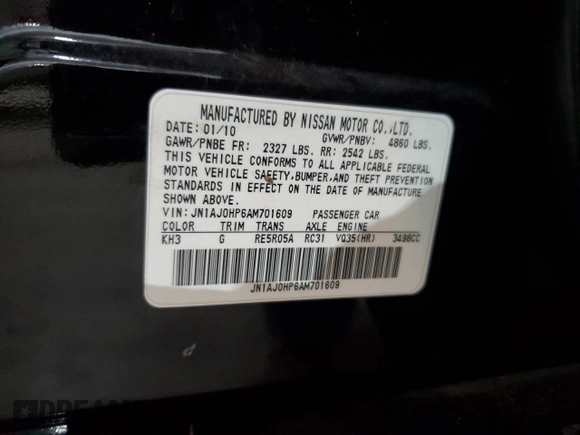 MANUFACTURED BY NISSAN MOTOR CO.,LTD.
DATE: 01/10 GVWR/PNBV: 4860 LBS.
GAWR/PNBE FR: 2327 LBS. RR: 2542 LBS.
THIS VEHICLE CONFORMS TO ALL APPLICABLE FEDERAL
MOTOR VEHICLE SAFETY,BUMPER,AND THEFT PREVENTION
STANDARDS IN EFFECT ON THE DATE OF MANUFACTURE
SHOWN ABOVE.
VIN: JN1AJ0HP6AM701609 PASSENGER CAR
COLOR TRIM TRANS AXLE ENGINE
KH3 G RE5R05A RC31 VQ35(HR) 3498CC
JN1AJ0HP6AM701609